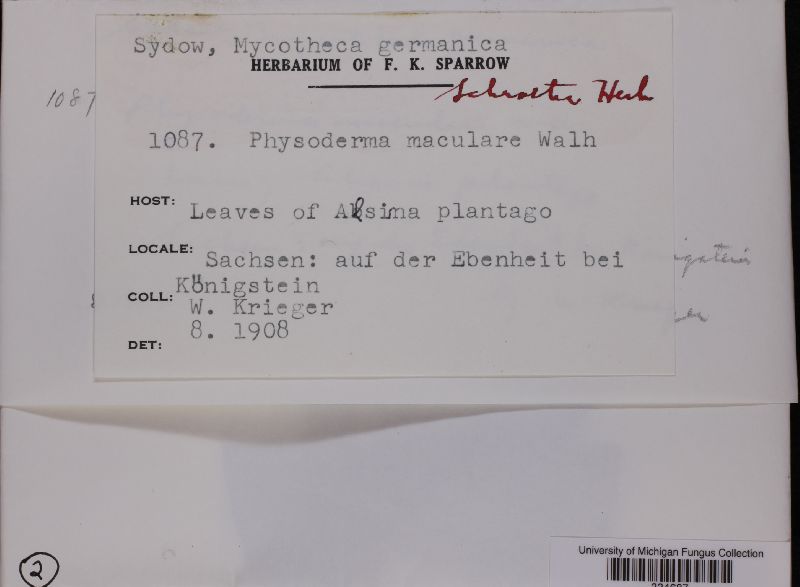 Sydow, Mycotheca germanica
HERBARIUM OF F. K. SPARROW
Schroeter Herb
1087
1087. Physoderma maculare Walh
HOST: Leaves of Alsima plantago
LOCALE: Sachsen: auf der Ebenheit bei
Königstein
COLL: W. Krieger
8. 1908
DET:
2
University of Michigan Fungus Collection